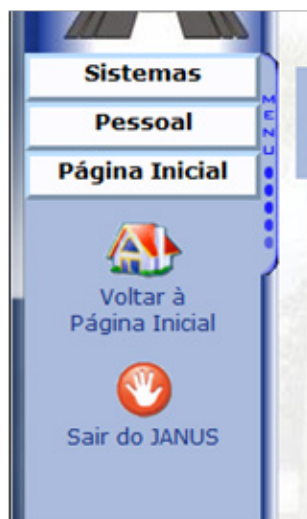 Sistemas
Pessoal
Página Inicial
MENU
Voltar à
Página Inicial
Sair do JANUS